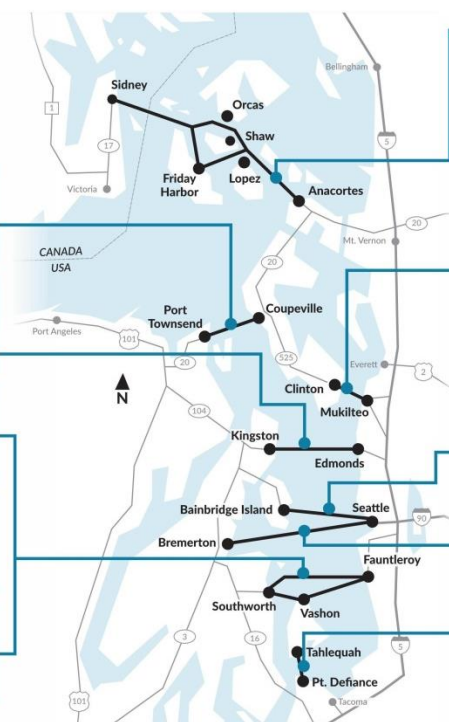 Bellingham
Sidney
Orcas
1
Shaw
5
17
Friday
Harbor
Lopez
Victoria
Anacortes
20
Mt. Vernon
CANADA
USA
20
Port
Townsend
Coupeville
Port Angeles
101
20
525
Everett
2
Clinton
N
Mukilteo
104
Kingston
Edmonds
Bainbridge Island
Seattle
90
Bremerton
Fauntleroy
Southworth
Vashon
3
16
5
Tahlequah
Pt. Defiance
101
Tacoma